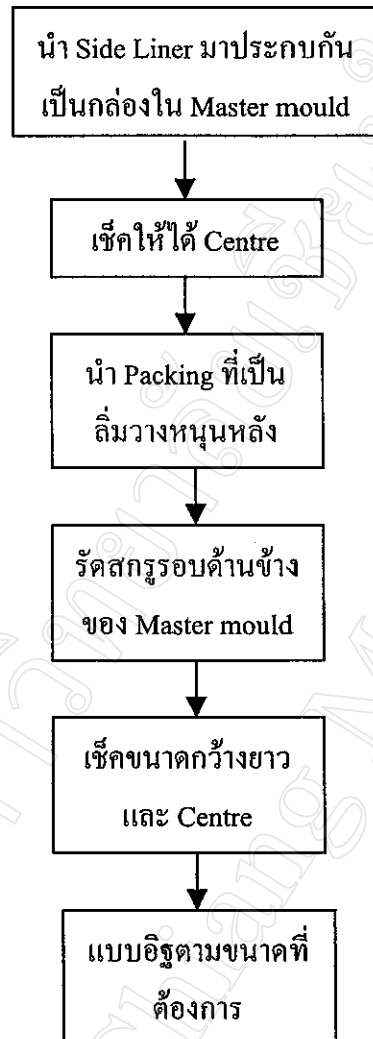 นำ Side Liner มาประกบกัน
เป็นกล่องใน Master mould
เช็คให้ได้ Centre
นำ Packing ที่เป็น
ลิ่มวางหนุนหลัง
รัดสกรูรอบด้านข้าง
ของ Master mould
เช็คขนาดกว้างยาว
และ Centre
แบบอิฐตามขนาดที่
ต้องการ